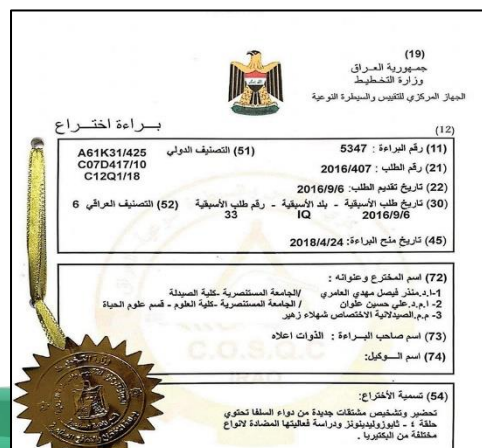 (19)
جمهورية العراق
وزارة التخطيط
الجهاز المركزي للتقييس والسيطرة النوعية
براءة اختراع (12)
(11) رقم البراءة : 5347 (51) التصنيف الدولي A61K31/425
(21) رقم الطلب : 2016/407 C07D417/10
C12Q1/18
(22) تاريخ تقديم الطلب: 2016/9/6
(30) تاريخ طلب الأسبقية - بلد الأسبقية - رقم طلب الأسبقية (52) التصنيف العراقي 6
2016/9/6 IQ 33
(45) تاريخ منح البراءة: 2018/4/24
(72) اسم المخترع وعنوانه :
1-ا.د.منذر فيصل مهدي العامري /الجامعة المستنصرية -كلية الصيدلة
2- ا.م.د.علي حسين علوان / الجامعة المستنصرية -كلية العلوم - قسم علوم الحياة
3- م.م.الصيدلانية الاختصاص شهلاء زهير
(73) اسم صاحب البراءة : الذوات اعلاه
C.O.S.Q.C
(74) اسم الوكيل:
IRAQ
(54) تسمية الأختراع:
تحضير وتشخيص مشتقات جديدة من دواء السلفا تحتوي
حلقة ٤ - ثايوزوليدينونز ودراسة فعاليتها المضادة لانواع
مختلفة من البكتيريا .